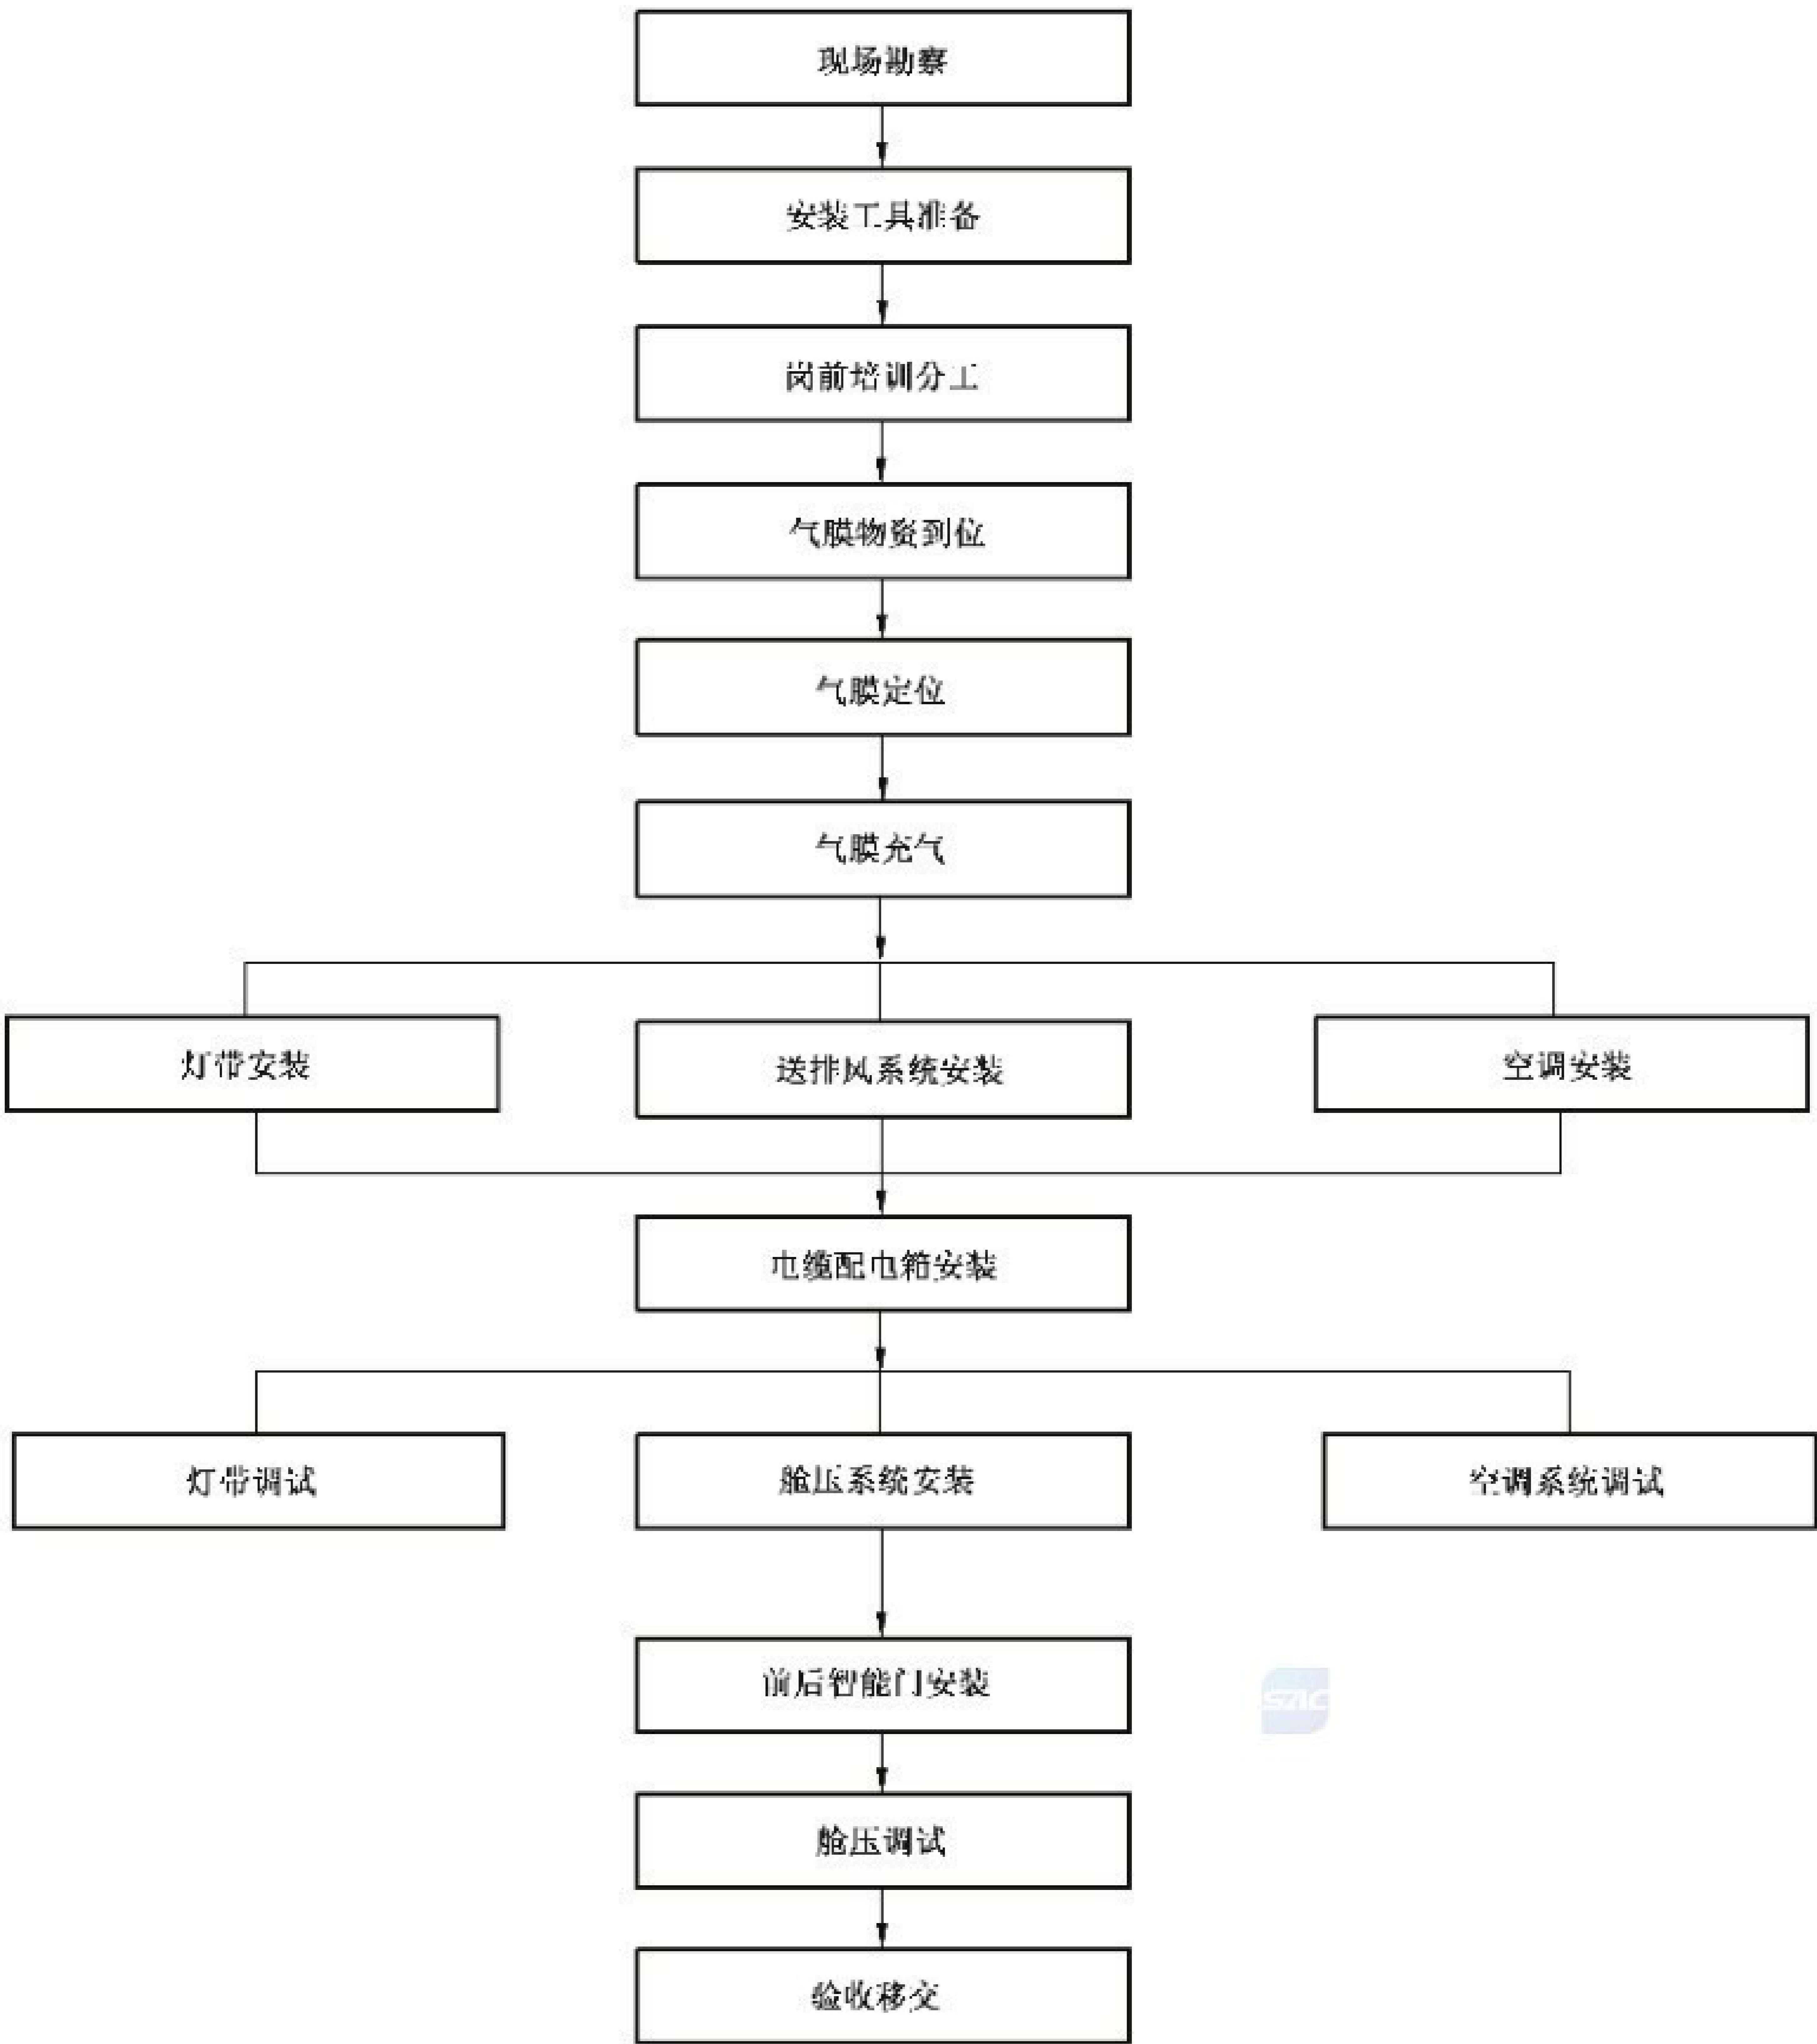 现场勘察
安装工具准备
岗前培训分工
气膜物资到位
气膜定位
气膜充气
灯带安装
送排风系统安装
空调安装
电缆配电箱安装
灯带调试
舱压系统安装
空调系统调试
前后智能门安装
SAC
舱压调试
验收移交